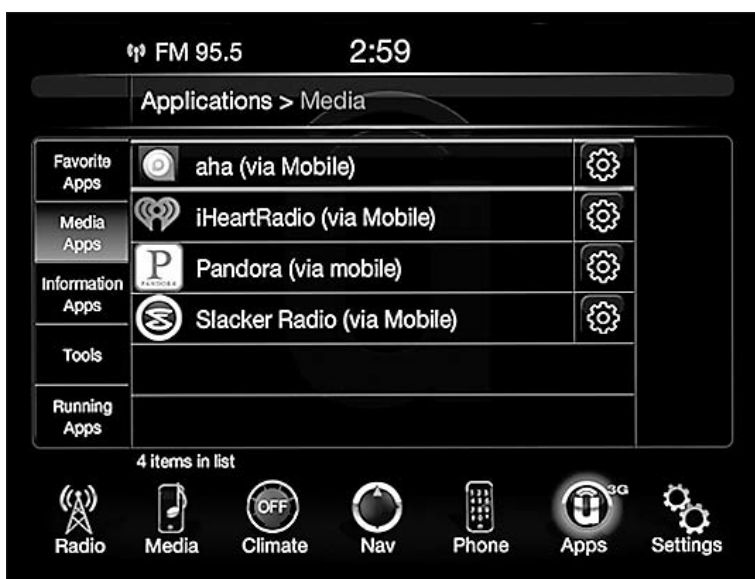 FM 95.5
2:59
Applications > Media
Favorite
Apps
Media
Apps
Information
Apps
Tools
Running
Apps
aha (via Mobile)
iHeartRadio (via Mobile)
P
PANDORA
Pandora (via mobile)
Slacker Radio (via Mobile)
4 items in list
OFF
3G
Radio
Media
Climate
Nav
Phone
Apps
Settings